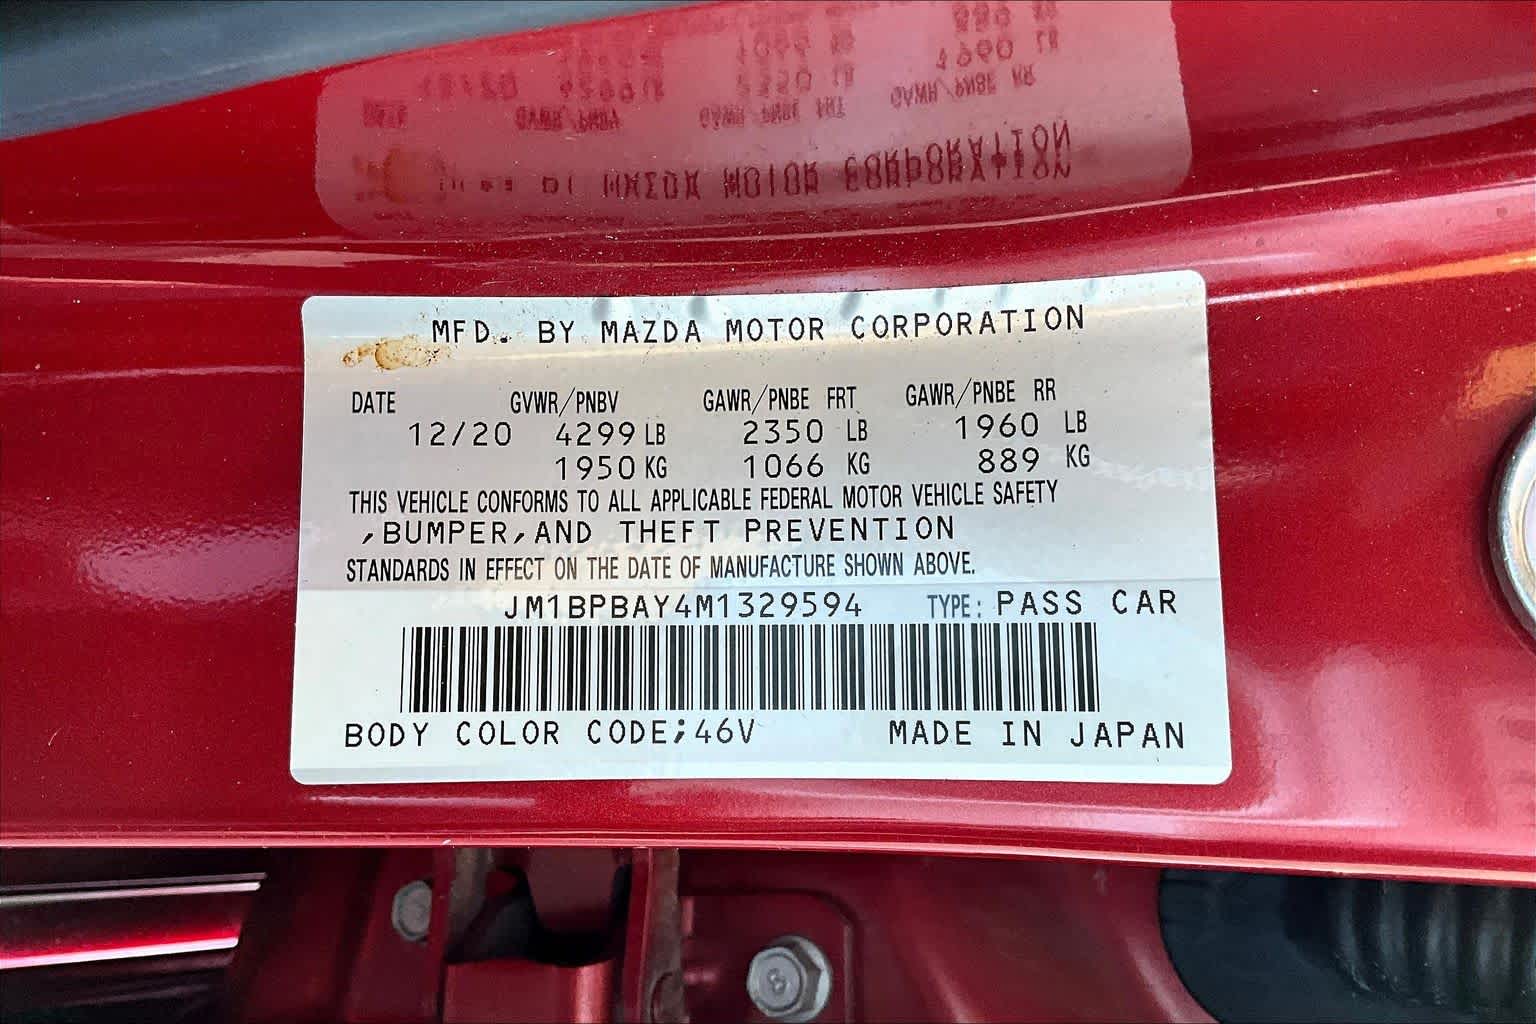 MFD. BY MAZDA MOTOR CORPORATION
DATE GVWR/PNBV GAWR/PNBE FRT GAWR/PNBE RR
12/20 4299 LB 2350 LB 1960 LB
1950 KG 1066 KG 889 KG
THIS VEHICLE CONFORMS TO ALL APPLICABLE FEDERAL MOTOR VEHICLE SAFETY
,BUMPER,AND THEFT PREVENTION
STANDARDS IN EFFECT ON THE DATE OF MANUFACTURE SHOWN ABOVE.
JM1BPBAY4M1329594 TYPE: PASS CAR
BODY COLOR CODE;46V MADE IN JAPAN